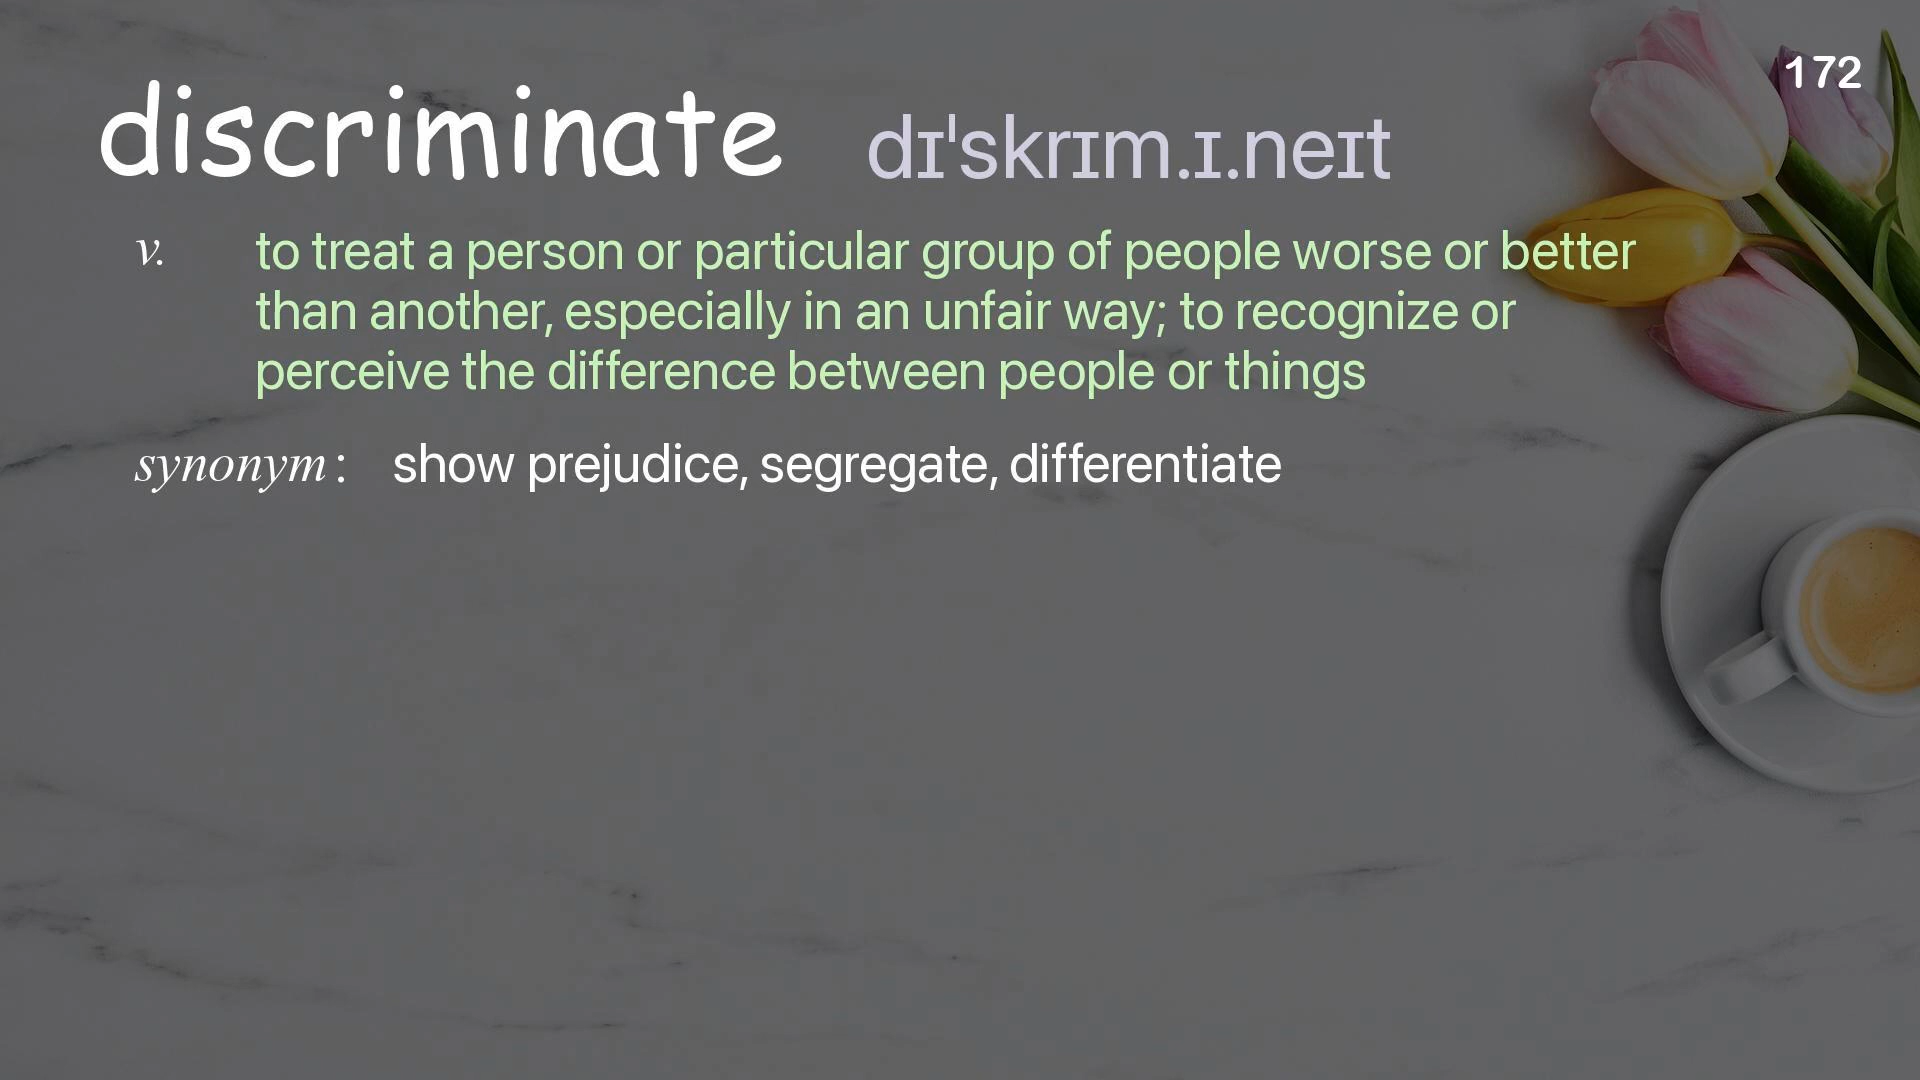 172
discriminate dɪˈskrɪm.ɪ.neɪt
v. to treat a person or particular group of people worse or better
than another, especially in an unfair way; to recognize or
perceive the difference between people or things
synonym : show prejudice, segregate, differentiate